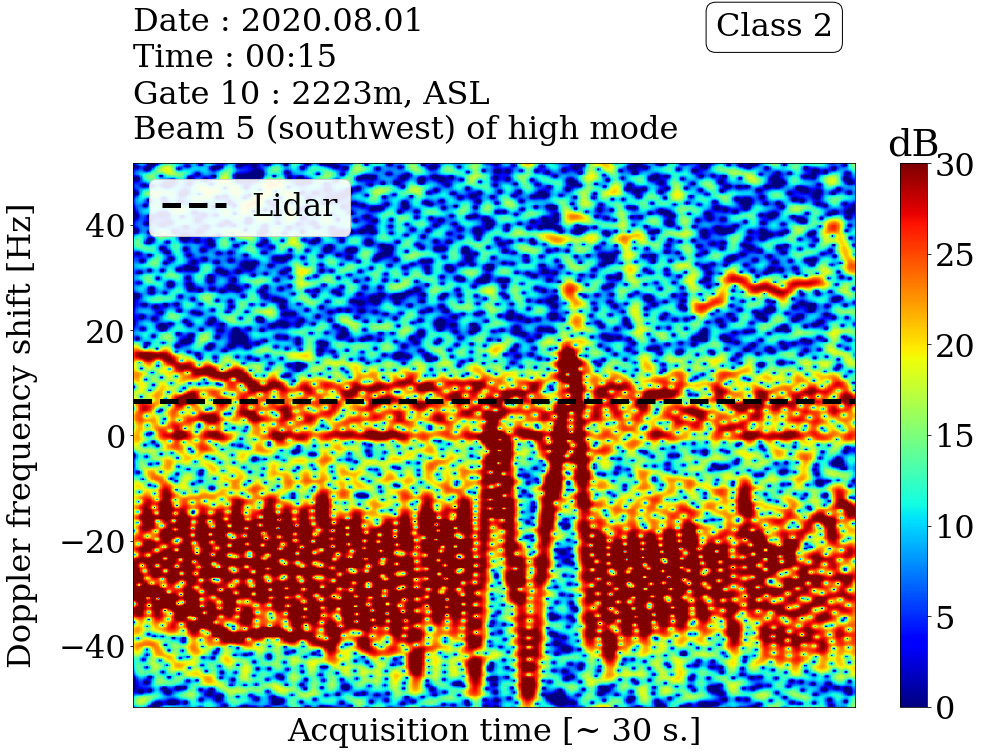 Date : 2020.08.01
Time : 00:15
Gate 10 : 2223m, ASL
Beam 5 (southwest) of high mode
Class 2
dB
Lidar
Doppler frequency shift [Hz]
40
20
0
−20
−40
Acquisition time [~ 30 s.]
30
25
20
15
10
5
0